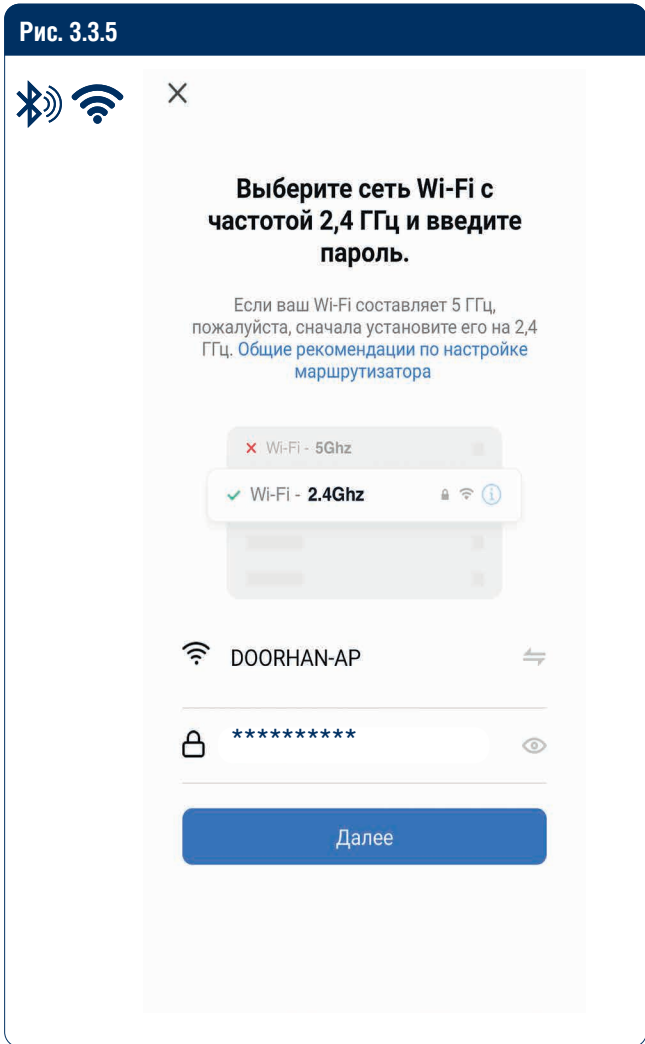 Рис. 3.3.5
Выберите сеть Wi-Fi с
частотой 2,4 ГГц и введите
пароль.
Если ваш Wi-Fi составляет 5 ГГц,
пожалуйста, сначала установите его на 2,4
ГГц. Общие рекомендации по настройке
маршрутизатора
Wi-Fi - 5Ghz
Wi-Fi - 2.4Ghz
DOORHAN-AP
**********
Далее